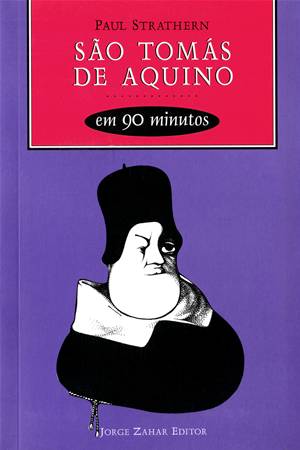 PAUL STRATHERN
SÃO TOMÁS
DE AQUINO
em 90 minutos
JORGE ZAHAR EDITOR